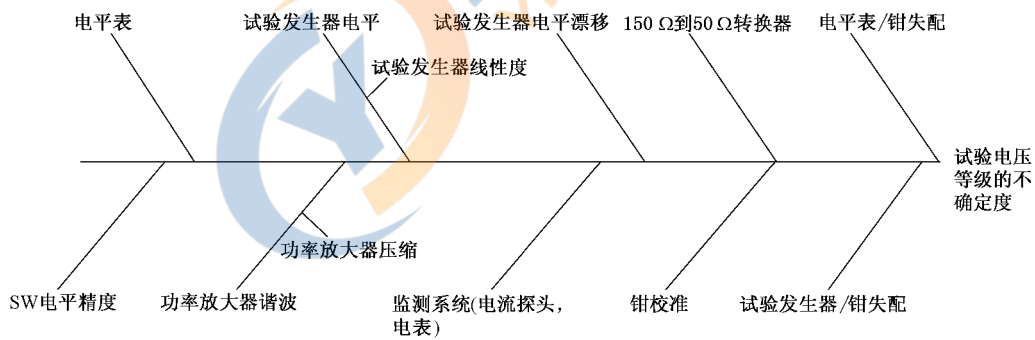 电平表
试验发生器电平
试验发生器电平漂移
150 Ω到50 Ω转换器
电平表/钳失配
试验发生器线性度
试验电压
等级的不
确定度
功率放大器压缩
SW电平精度
功率放大器谐波
监测系统(电流探头,
电表)
钳校准
试验发生器/钳失配